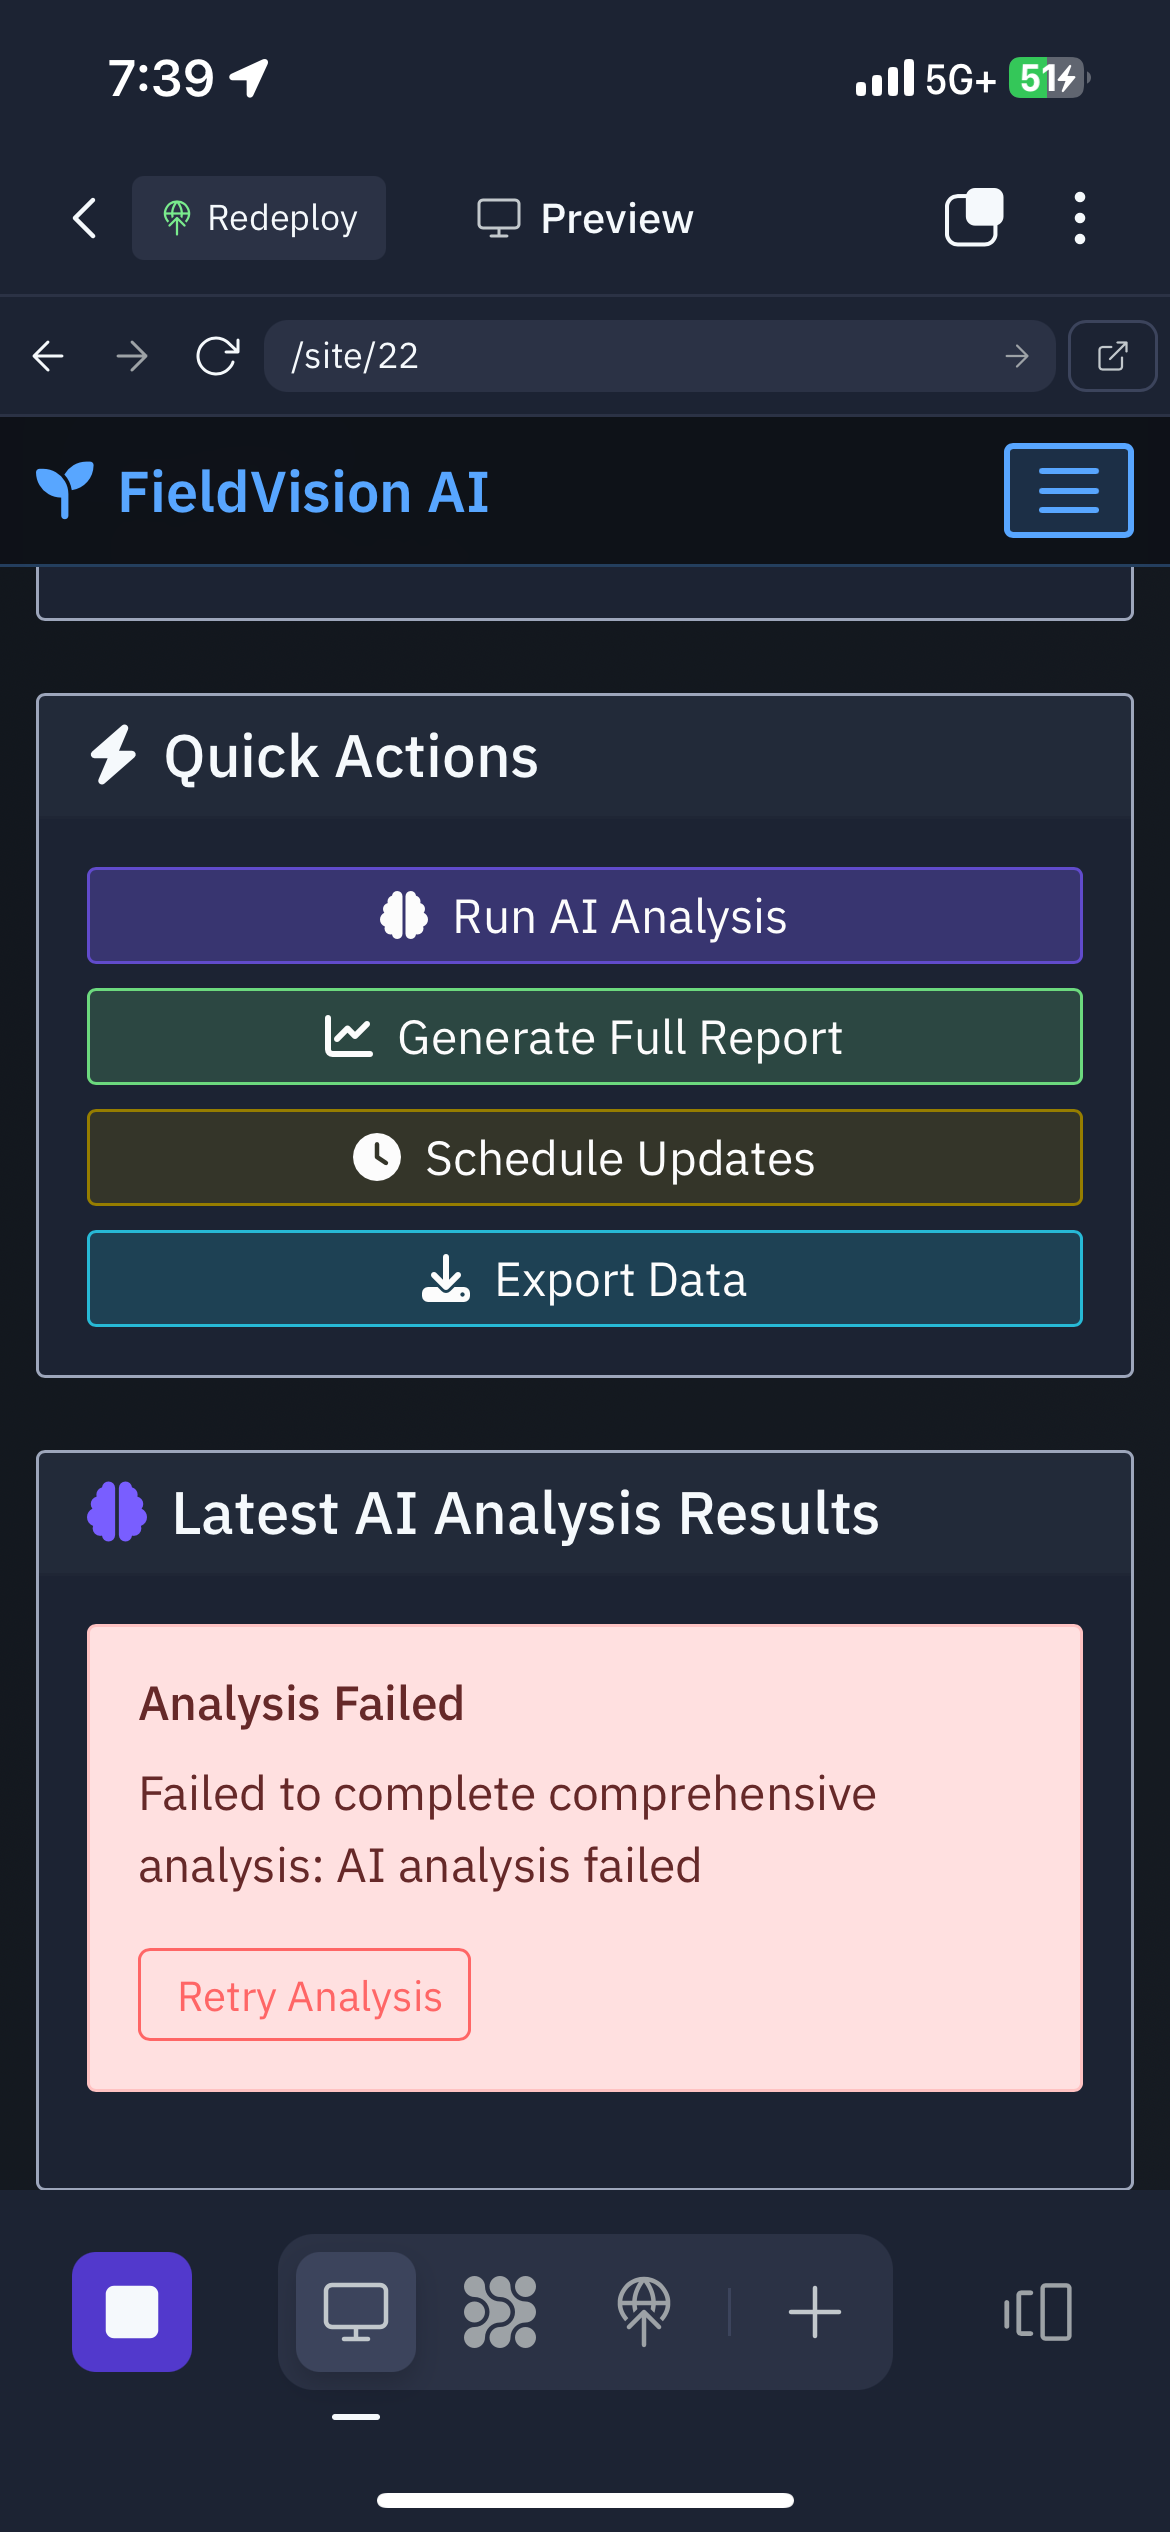 7:39
5G+
51
Redeploy
Preview
/site/22
FieldVision AI
Quick Actions
Run AI Analysis
Generate Full Report
Schedule Updates
Export Data
Latest AI Analysis Results
Analysis Failed
Failed to complete comprehensive
analysis: AI analysis failed
Retry Analysis